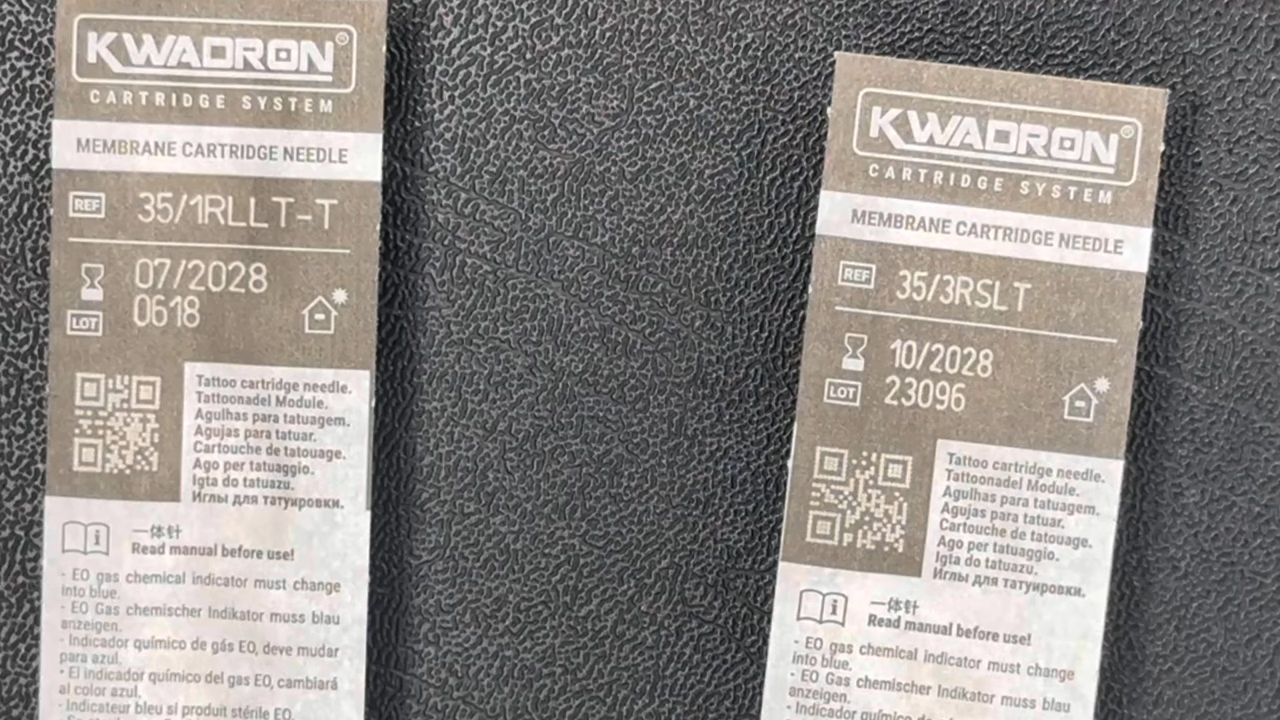 KWADRON®
CARTRIDGE SYSTEM
MEMBRANE CARTRIDGE NEEDLE
REF 35/1RLLT-T
07/2028
LOT 0618
Tattoo cartridge needle.
Tattoonadel Module.
Agulhas para tatuagem.
Agujas para tatuar.
Cartouche de tatouage.
Ago per tatuaggio.
Igta do tatuazu.
Иглы для татуировки.
一体针
Read manual before use!
- EO gas chemical indicator must change
into blue.
- EO Gas chemischer Indikator muss blau
anzeigen.
- Indicador químico de gás EO, deve mudar
para azul.
- El indicador químico del gas EO, cambiará
al color azul.
- Indicateur bleu si produit stérile EO.
KWADRON®
CARTRIDGE SYSTEM
MEMBRANE CARTRIDGE NEEDLE
REF 35/3RSLT
10/2028
LOT 23096
Tattoo cartridge needle.
Tattoonadel Module.
Agulhas para tatuagem.
Agujas para tatuar.
Cartouche de tatouage.
Ago per tatuaggio.
Igta do tatuazu.
Иглы для татуировки.
一体针
Read manual before use!
- EO gas chemical indicator must change
into blue.
- EO Gas chemischer Indikator muss blau
anzeigen.
- Indicador químico